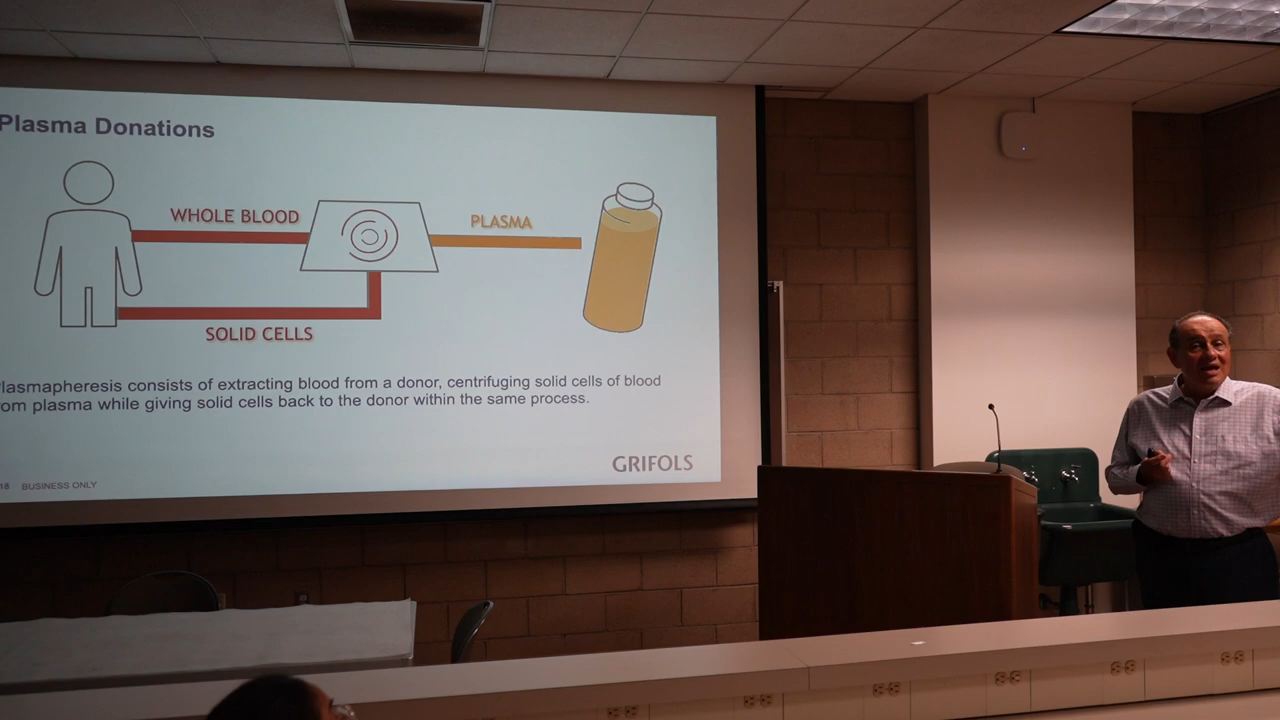 Plasma Donations
WHOLE BLOOD
PLASMA
SOLID CELLS
lasmapheresis consists of extracting blood from a donor, centrifuging solid cells of blood
om plasma while giving solid cells back to the donor within the same process.
GRIFOLS
18 BUSINESS ONLY